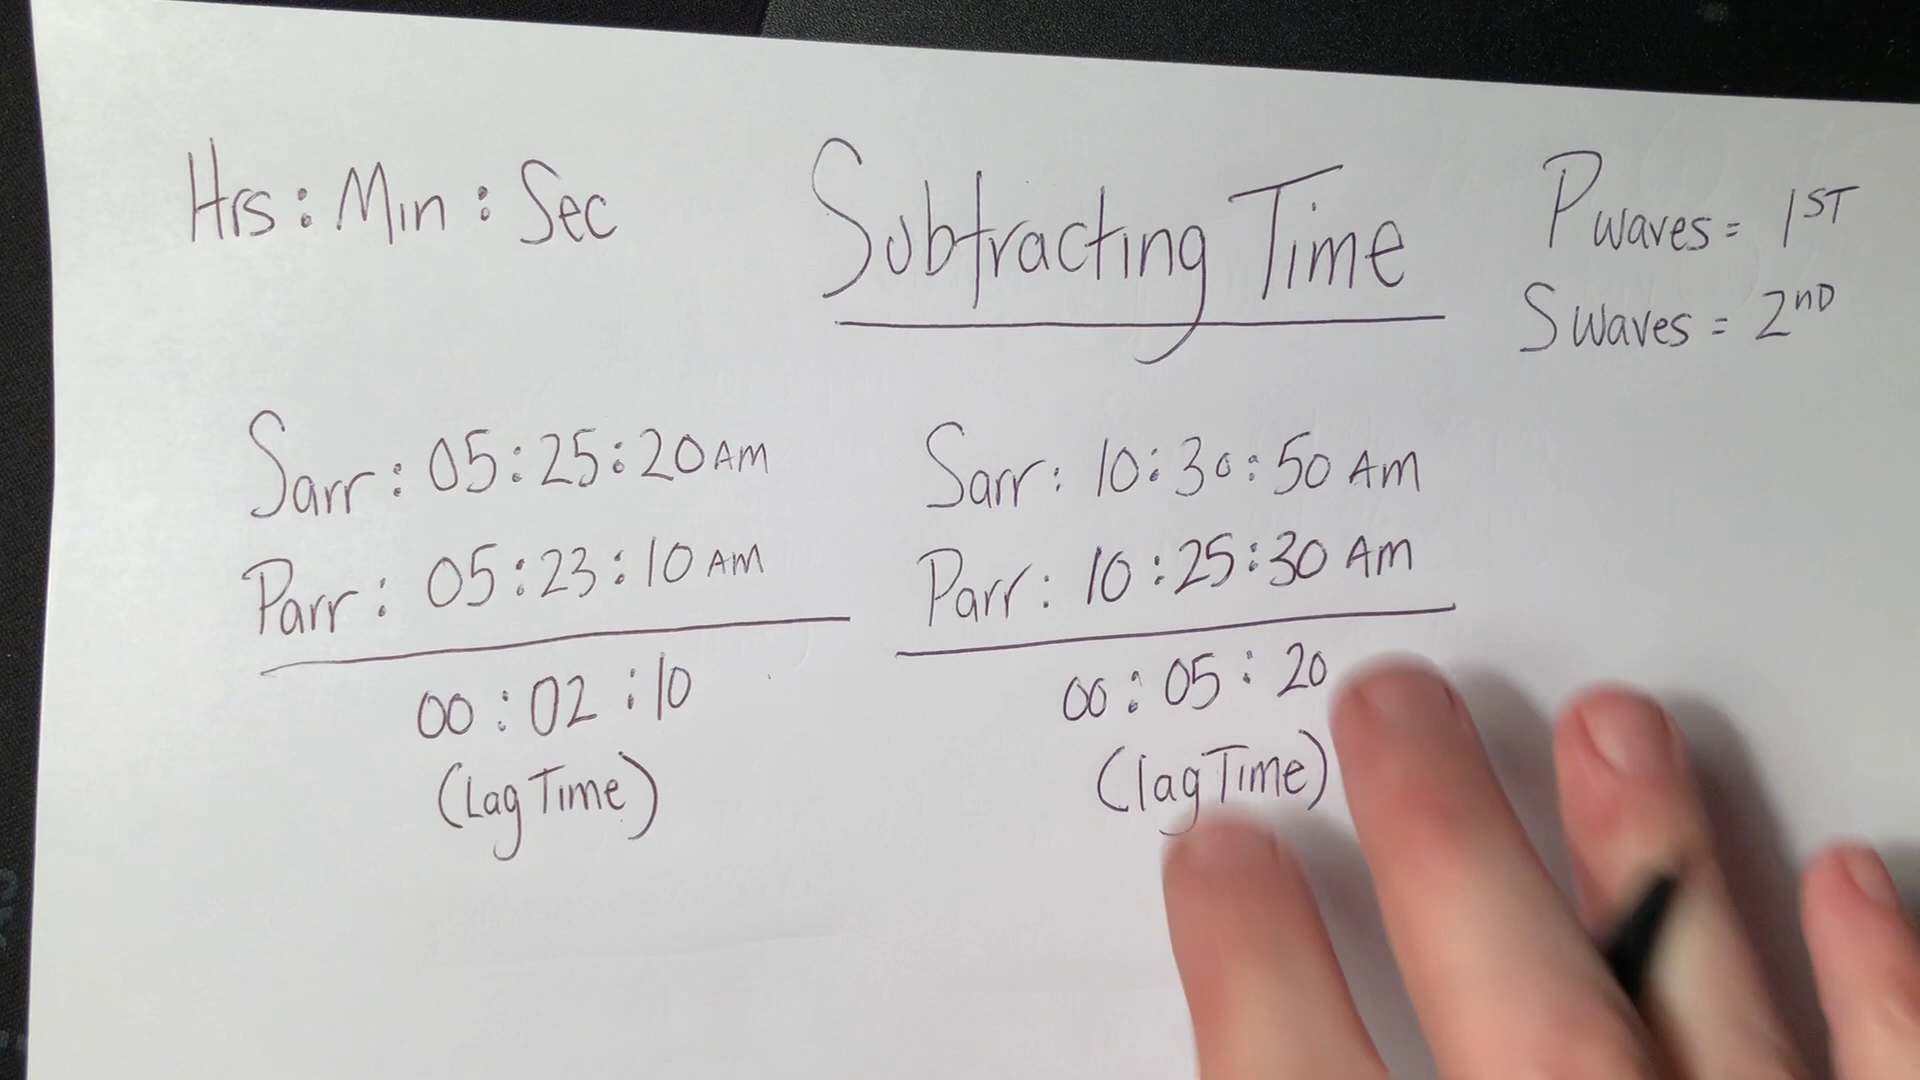 Hrs : Min : Sec
Subtracting Time
P waves = 1ST
S waves = 2nD
Sarr : 05:25:20 AM
Parr : 05:23:10 AM
00 : 02 : 10
(Lag Time)
Sarr : 10:30:50 AM
Parr : 10:25:30 AM
00 : 05 : 20
(lag Time)